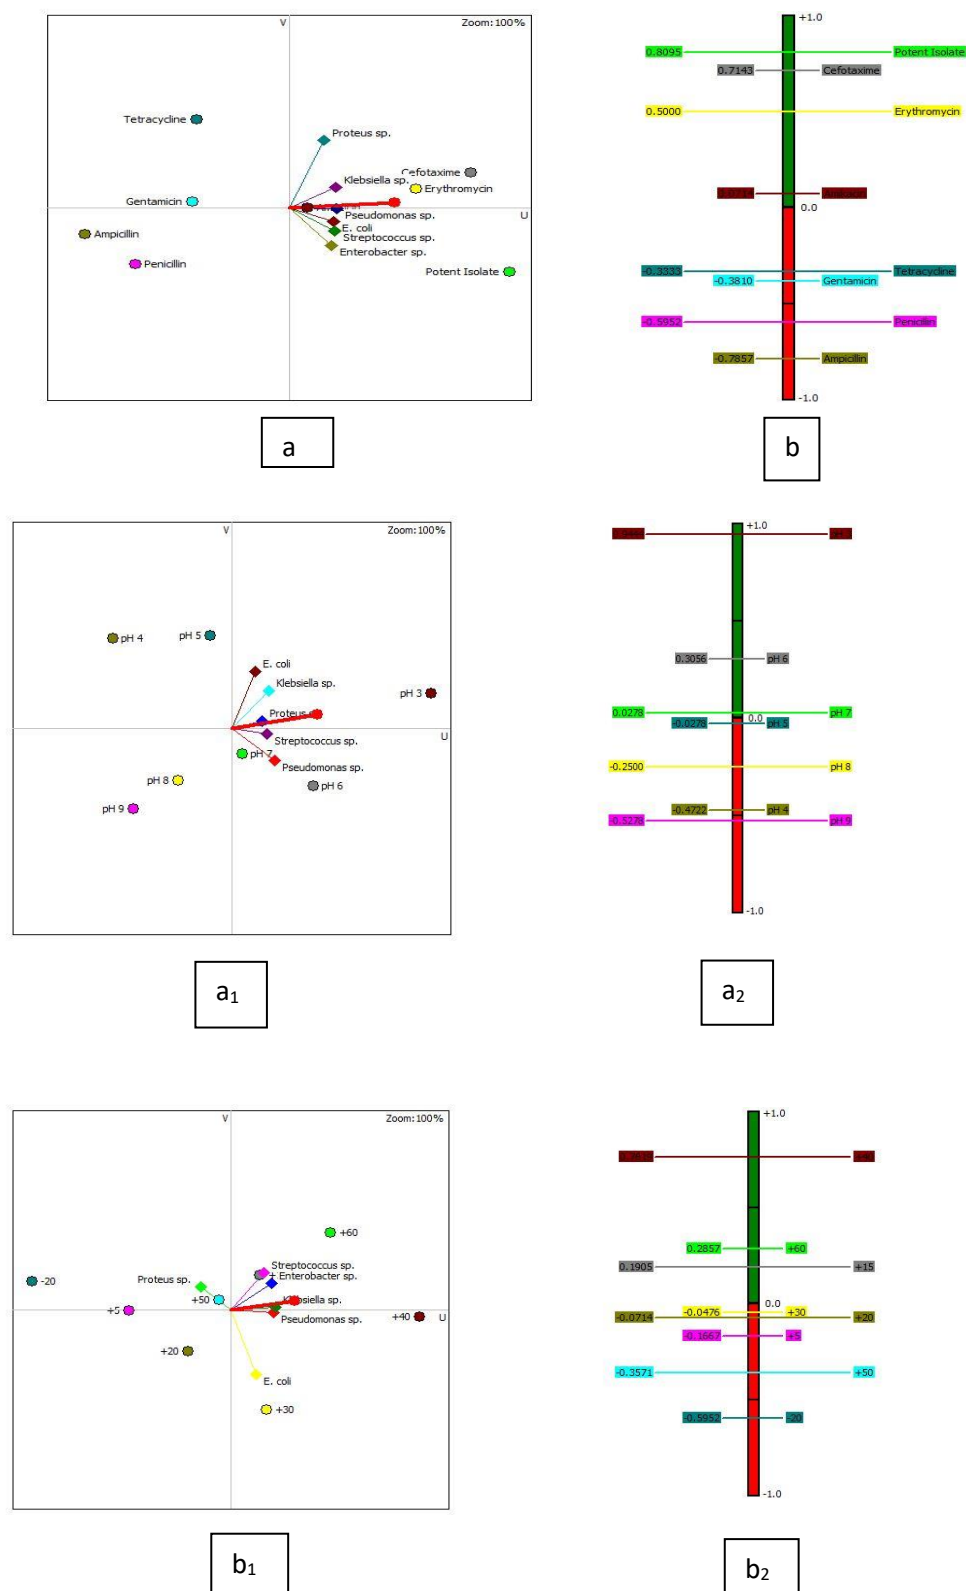 V
Zoom:100%
Tetracycline
Proteus sp.
Klebsiella sp.
Cefotaxime
Erythromycin
Gentamicin
U
Pseudomonas sp.
E. coli
Streptococcus sp.
Enterobacter sp.
Ampicillin
Penicillin
Potent Isolate
+1.0
0.8095 Potent Isolate
0.7143 Cefotaxime
0.5000 Erythromycin
0.0714
0.0
-0.3333 Tetracycline
-0.3810 Gentamicin
-0.5952 Penicillin
-0.7857 Ampicillin
-1.0
a
b
V
Zoom:100%
pH 4
pH 5
E. coli
Klebsiella sp.
pH 3
Proteus
U
Streptococcus sp.
pH 7
Pseudomonas sp.
pH 8
pH 6
pH 9
+1.0
0.3056 pH 6
0.0278 pH 7
0.0
-0.0278 pH 5
-0.2500 pH 8
-0.4722 pH 4
-0.5278 pH 9
-1.0
a1
a2
V
Zoom:100%
+60
Streptococcus sp.
Enterobacter sp.
-20
Proteus sp.
+50
Klebsiella sp.
+5
Pseudomonas sp.
+40
U
+20
E. coli
+30
+1.0
+40
0.2857 +60
0.1905 +15
0.0
-0.0476 +30
-0.0714 +20
-0.1667 +5
-0.3571 +50
-0.5952 -20
-1.0
b1
b2